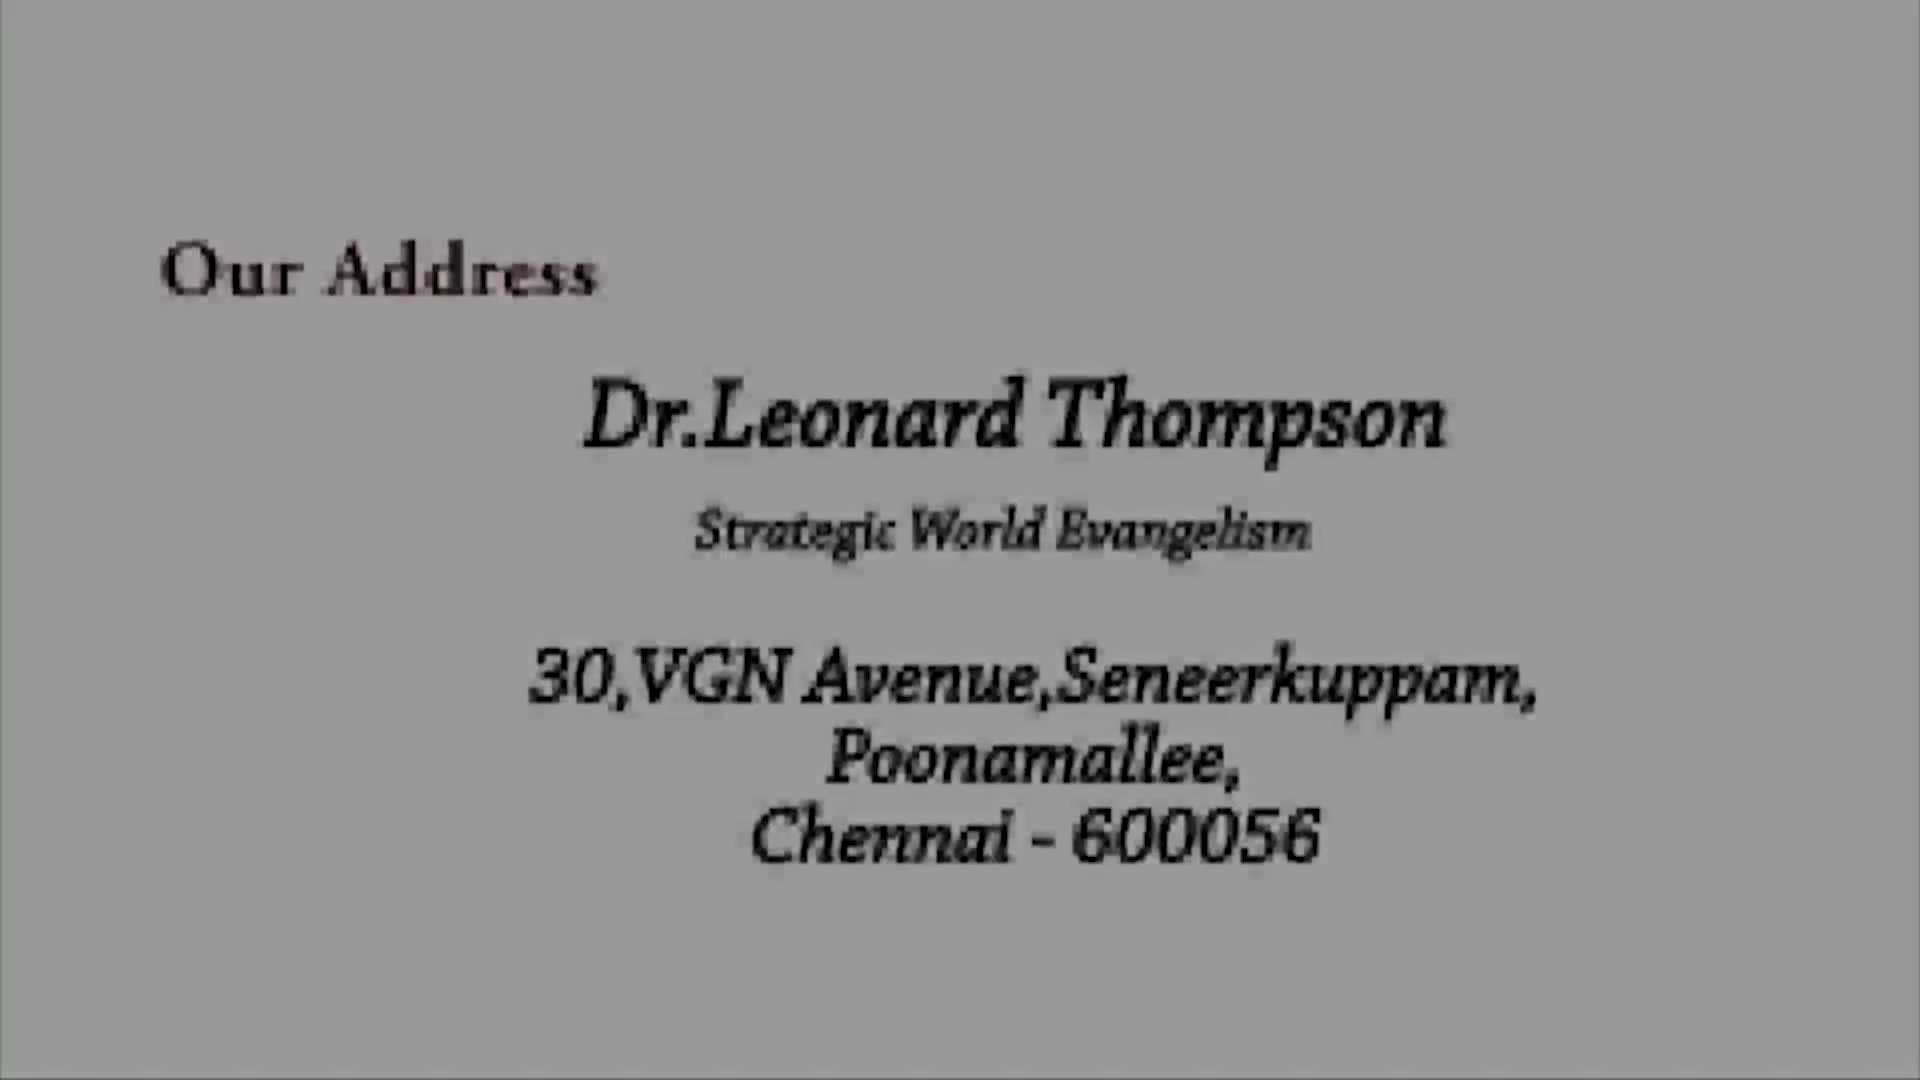 Our Address
Dr.Leonard Thompson
Strategic World Evangelism
30,VGN Avenue,Seneerkuppam,
Poonamallee,
Chennai - 600056